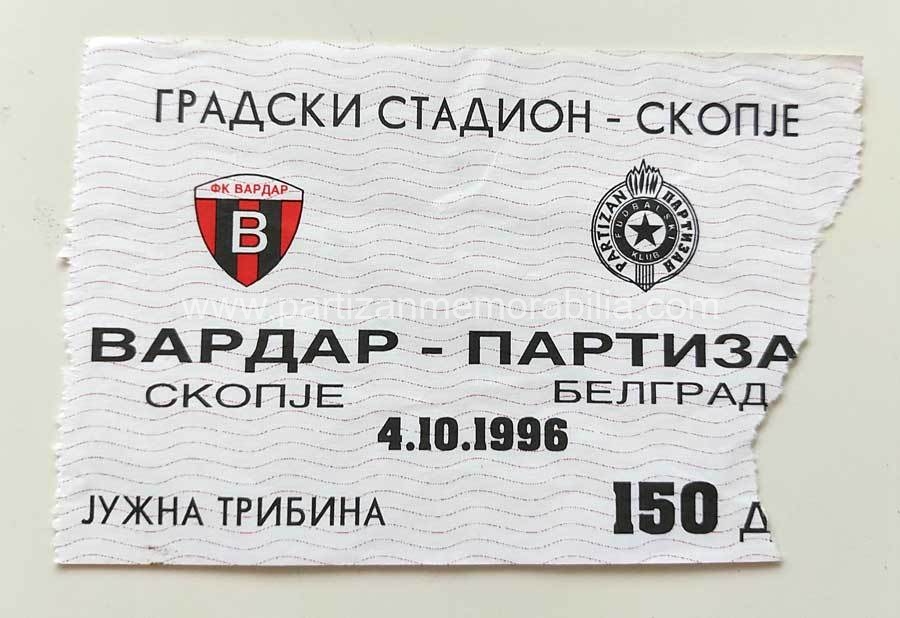 ГРАДСКИ СТАДИОН - СКОПЈЕ
ФК ВАРДАР
B
PARTIZAN ПАРТИЗАН
FUDBALSKI KLUB
www.partizanmemorabilia.com
ВАРДАР - ПАРТИЗА
СКОПЈЕ БЕЛГРАД
4.10.1996
ЈУЖНА ТРИБИНА 150 Д